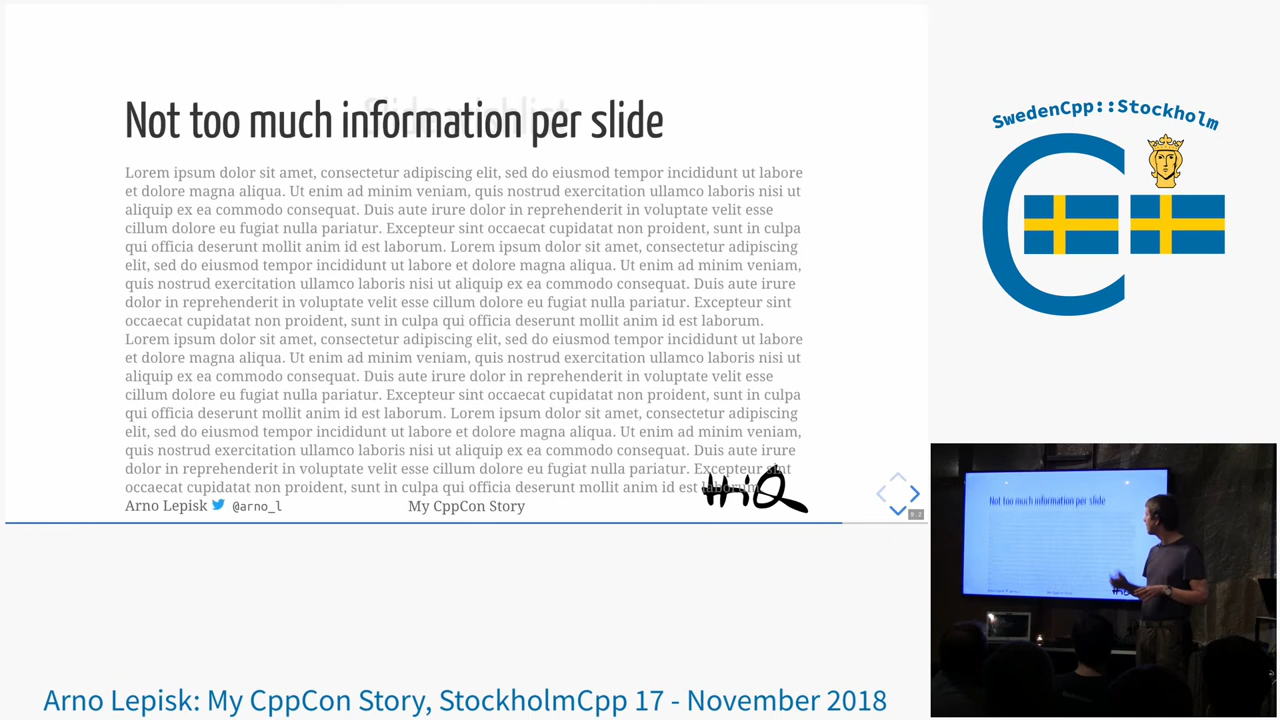 Slide wishlist
Not too much information per slide
Lorem ipsum dolor sit amet, consectetur adipiscing elit, sed do eiusmod tempor incididunt ut labore
et dolore magna aliqua. Ut enim ad minim veniam, quis nostrud exercitation ullamco laboris nisi ut
aliquip ex ea commodo consequat. Duis aute irure dolor in reprehenderit in voluptate velit esse
cillum dolore eu fugiat nulla pariatur. Excepteur sint occaecat cupidatat non proident, sunt in culpa
qui officia deserunt mollit anim id est laborum. Lorem ipsum dolor sit amet, consectetur adipiscing
elit, sed do eiusmod tempor incididunt ut labore et dolore magna aliqua. Ut enim ad minim veniam,
quis nostrud exercitation ullamco laboris nisi ut aliquip ex ea commodo consequat. Duis aute irure
dolor in reprehenderit in voluptate velit esse cillum dolore eu fugiat nulla pariatur. Excepteur sint
occaecat cupidatat non proident, sunt in culpa qui officia deserunt mollit anim id est laborum.
Lorem ipsum dolor sit amet, consectetur adipiscing elit, sed do eiusmod tempor incididunt ut labore
et dolore magna aliqua. Ut enim ad minim veniam, quis nostrud exercitation ullamco laboris nisi ut
aliquip ex ea commodo consequat. Duis aute irure dolor in reprehenderit in voluptate velit esse
cillum dolore eu fugiat nulla pariatur. Excepteur sint occaecat cupidatat non proident, sunt in culpa
qui officia deserunt mollit anim id est laborum. Lorem ipsum dolor sit amet, consectetur adipiscing
elit, sed do eiusmod tempor incididunt ut labore et dolore magna aliqua. Ut enim ad minim veniam,
quis nostrud exercitation ullamco laboris nisi ut aliquip ex ea commodo consequat. Duis aute irure
dolor in reprehenderit in voluptate velit esse cillum dolore eu fugiat nulla pariatur. Excepteur sint
occaecat cupidatat non proident, sunt in culpa qui officia deserunt mollit anim id est laborum.
Arno Lepisk @arno_l My CppCon Story HiQ
9.2
SwedenCpp::Stockholm
C
Not too much information per slide
Arno Lepisk: My CppCon Story, StockholmCpp 17 - November 2018